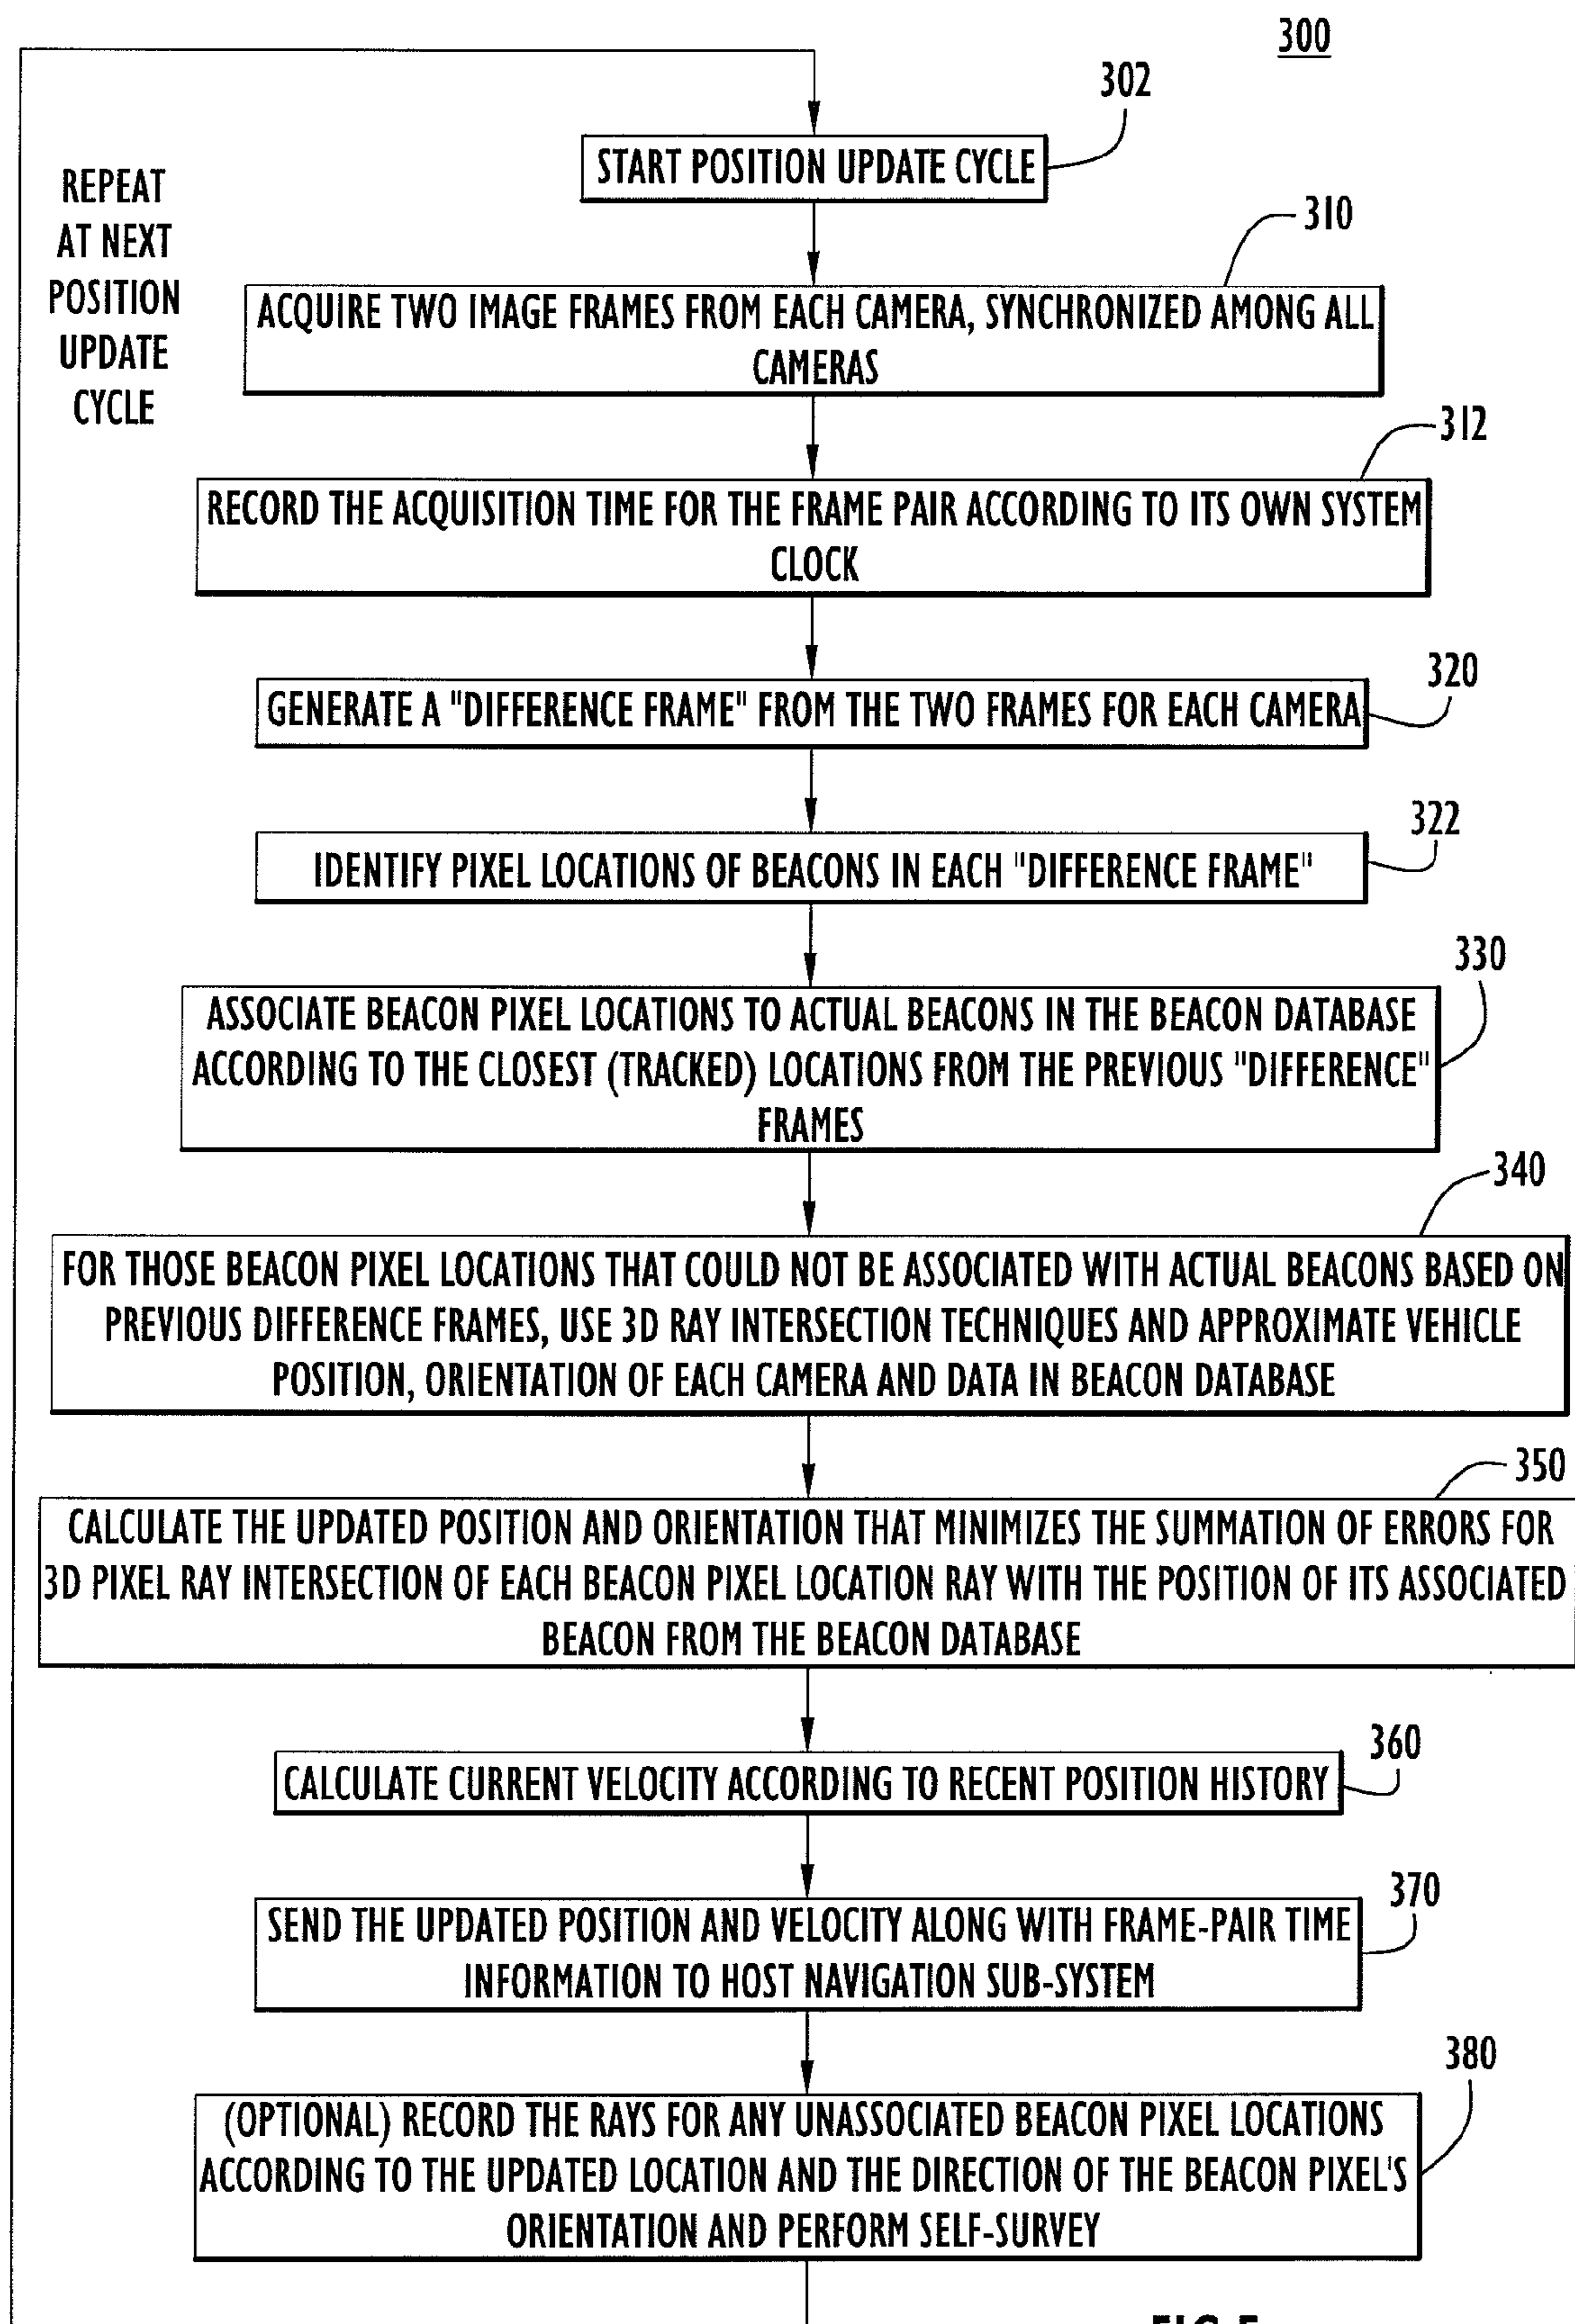 300
302
START POSITION UPDATE CYCLE
REPEAT
AT NEXT
POSITION
UPDATE
CYCLE
310
ACQUIRE TWO IMAGE FRAMES FROM EACH CAMERA, SYNCHRONIZED AMONG ALL
CAMERAS
312
RECORD THE ACQUISITION TIME FOR THE FRAME PAIR ACCORDING TO ITS OWN SYSTEM
CLOCK
320
GENERATE A "DIFFERENCE FRAME" FROM THE TWO FRAMES FOR EACH CAMERA
322
IDENTIFY PIXEL LOCATIONS OF BEACONS IN EACH "DIFFERENCE FRAME"
330
ASSOCIATE BEACON PIXEL LOCATIONS TO ACTUAL BEACONS IN THE BEACON DATABASE
ACCORDING TO THE CLOSEST (TRACKED) LOCATIONS FROM THE PREVIOUS "DIFFERENCE"
FRAMES
340
FOR THOSE BEACON PIXEL LOCATIONS THAT COULD NOT BE ASSOCIATED WITH ACTUAL BEACONS BASED ON
PREVIOUS DIFFERENCE FRAMES, USE 3D RAY INTERSECTION TECHNIQUES AND APPROXIMATE VEHICLE
POSITION, ORIENTATION OF EACH CAMERA AND DATA IN BEACON DATABASE
350
CALCULATE THE UPDATED POSITION AND ORIENTATION THAT MINIMIZES THE SUMMATION OF ERRORS FOR
3D PIXEL RAY INTERSECTION OF EACH BEACON PIXEL LOCATION RAY WITH THE POSITION OF ITS ASSOCIATED
BEACON FROM THE BEACON DATABASE
360
CALCULATE CURRENT VELOCITY ACCORDING TO RECENT POSITION HISTORY
370
SEND THE UPDATED POSITION AND VELOCITY ALONG WITH FRAME-PAIR TIME
INFORMATION TO HOST NAVIGATION SUB-SYSTEM
380
(OPTIONAL) RECORD THE RAYS FOR ANY UNASSOCIATED BEACON PIXEL LOCATIONS
ACCORDING TO THE UPDATED LOCATION AND THE DIRECTION OF THE BEACON PIXEL'S
ORIENTATION AND PERFORM SELF-SURVEY